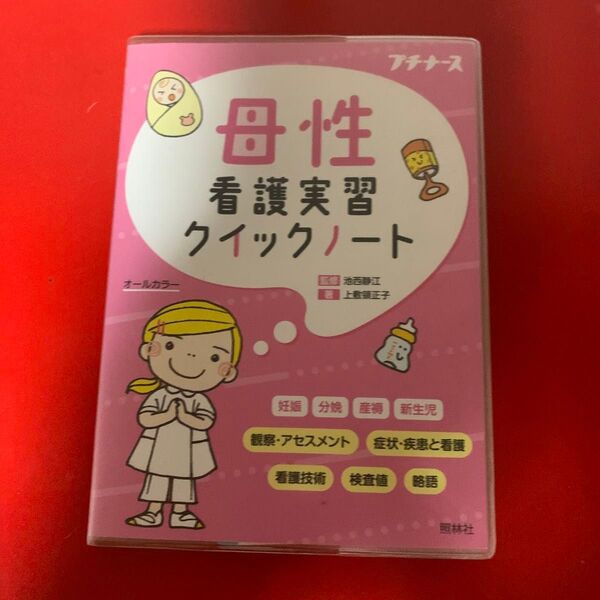 プチナース
母性
看護実習
クイックノート
監修 池西静江
著 上敷領正子
オールカラー
妊娠 分娩 産褥 新生児
観察・アセスメント 症状・疾患と看護
看護技術 検査値 略語
照林社